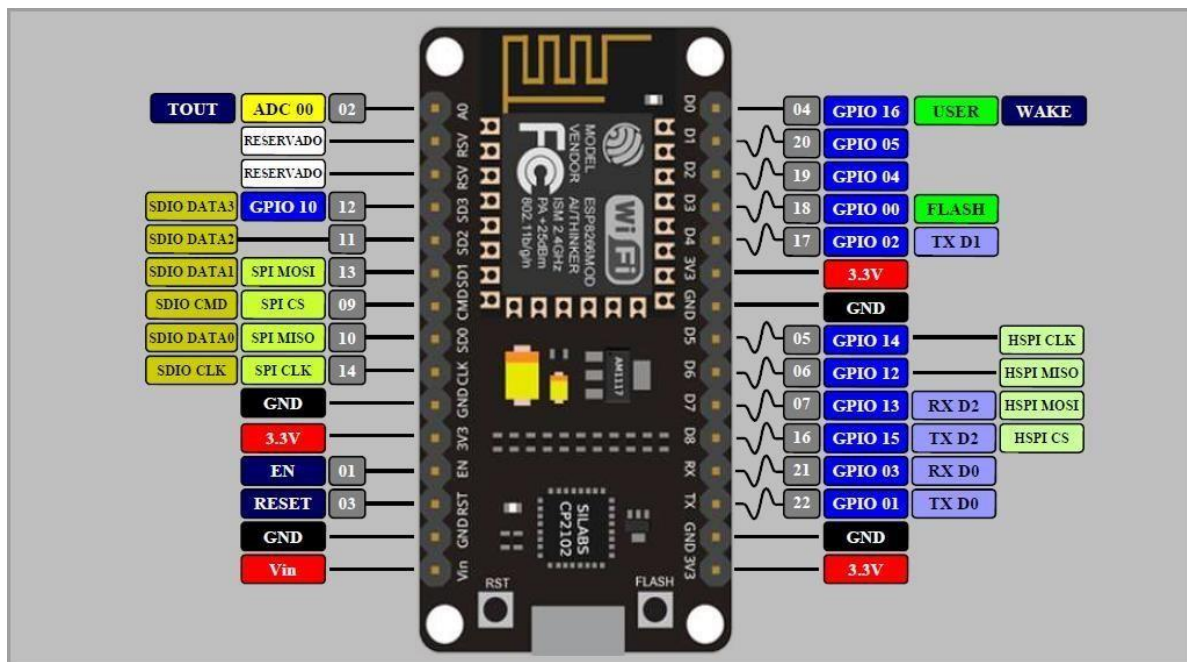 TOUT ADC 00 02
RESERVADO
RESERVADO
SDIO DATA3 GPIO 10 12
SDIO DATA2 11
SDIO DATA1 SPI MOSI 13
SDIO CMD SPI CS 09
SDIO DATA0 SPI MISO 10
SDIO CLK SPI CLK 14
GND
3.3V
EN 01
RESET 03
GND
Vin
A0
RSV
RSV
SD3
SD2
SD1
CMD
SD0
CLK
GND
3V3
EN
RST
GND
Vin
MODEL
VENDOR
ESP8266MOD
AI/THINKER
ISM 2.4GHz
PA +25dBm
802.11b/g/n
FC
WiFi
AM1117
SILABS
CP2102
RST
FLASH
D0
D1
D2
D3
D4
3V3
GND
D5
D6
D7
D8
RX
TX
GND
3V3
04 GPIO 16 USER WAKE
20 GPIO 05
19 GPIO 04
18 GPIO 00 FLASH
17 GPIO 02 TX D1
3.3V
GND
05 GPIO 14 HSPI CLK
06 GPIO 12 HSPI MISO
07 GPIO 13 RX D2 HSPI MOSI
16 GPIO 15 TX D2 HSPI CS
21 GPIO 03 RX D0
22 GPIO 01 TX D0
GND
3.3V